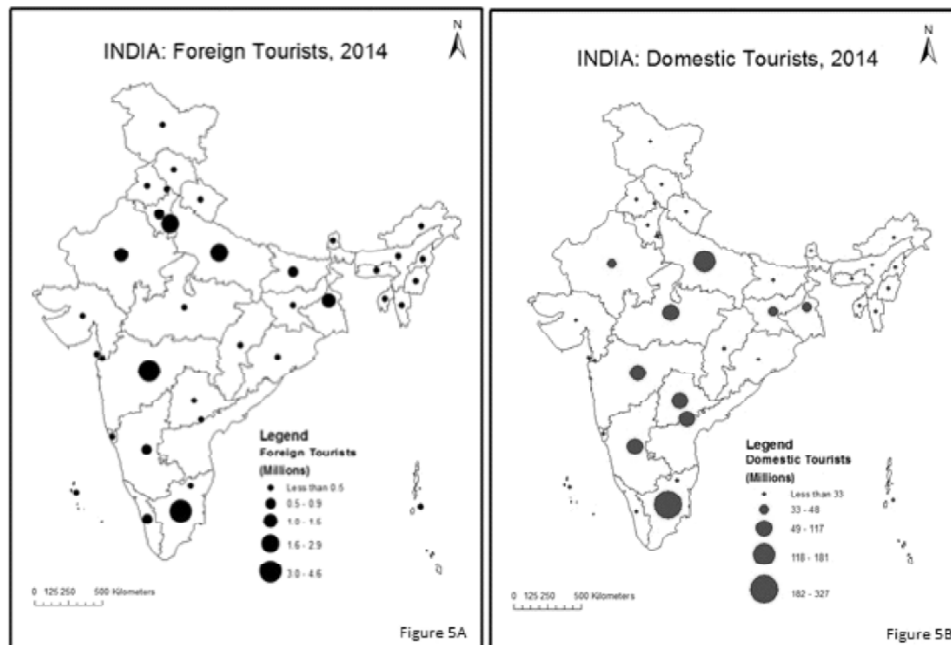 N
INDIA: Foreign Tourists, 2014
Legend
Foreign Tourists
(Millions)
Less than 0.5
0.5 - 0.9
1.0 - 1.5
1.6 - 2.9
3.0 - 4.6
0 125 250 500 Kilometers
Figure 5A
N
INDIA: Domestic Tourists, 2014
Legend
Domestic Tourists
(Millions)
Less than 33
33 - 48
49 - 117
118 - 181
182 - 327
0 125 250 500 Kilometers
Figure 5B